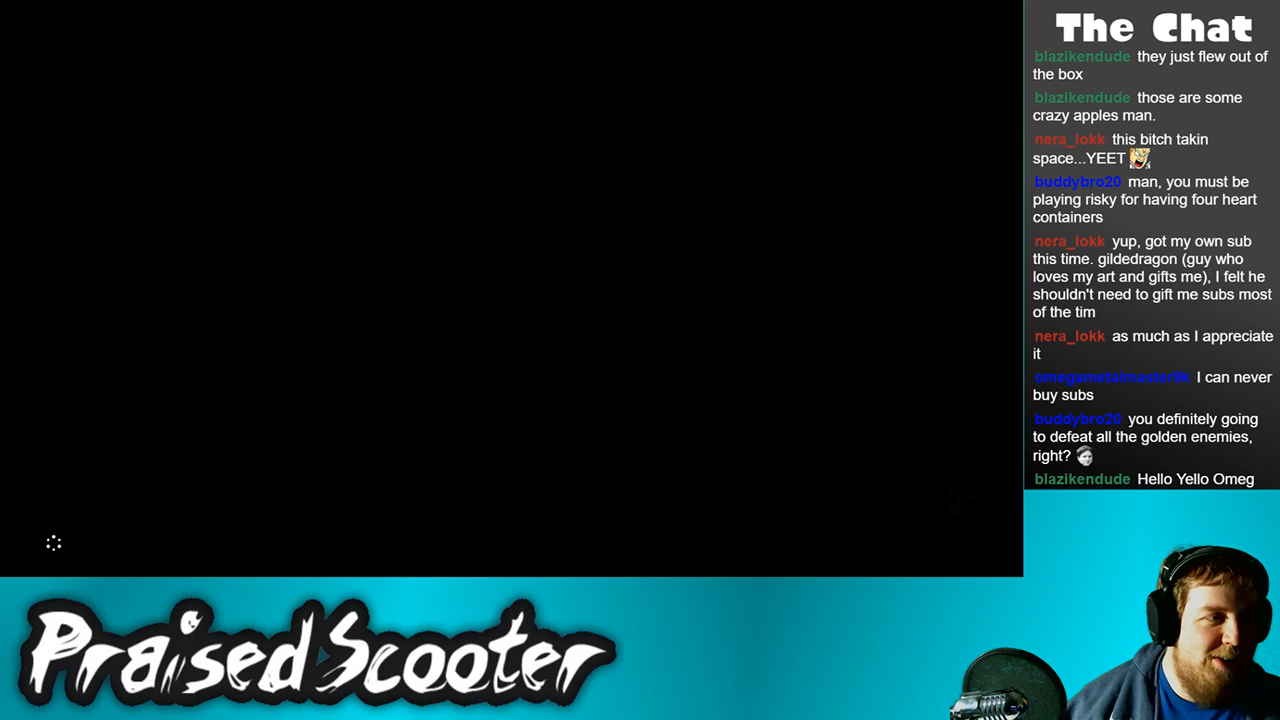 The Chat
blazikendude they just flew out of
the box
blazikendude those are some
crazy apples man.
nera_lokk this bitch takin
space...YEET
buddybro20 man, you must be
playing risky for having four heart
containers
nera_lokk yup, got my own sub
this time. gildedragon (guy who
loves my art and gifts me), I felt he
shouldn't need to gift me subs most
of the tim
nera_lokk as much as I appreciate
it
omegametalmaster9k I can never
buy subs
buddybro20 you definitely going
to defeat all the golden enemies,
right?
blazikendude Hello Yello Omeg
PraisedScooter